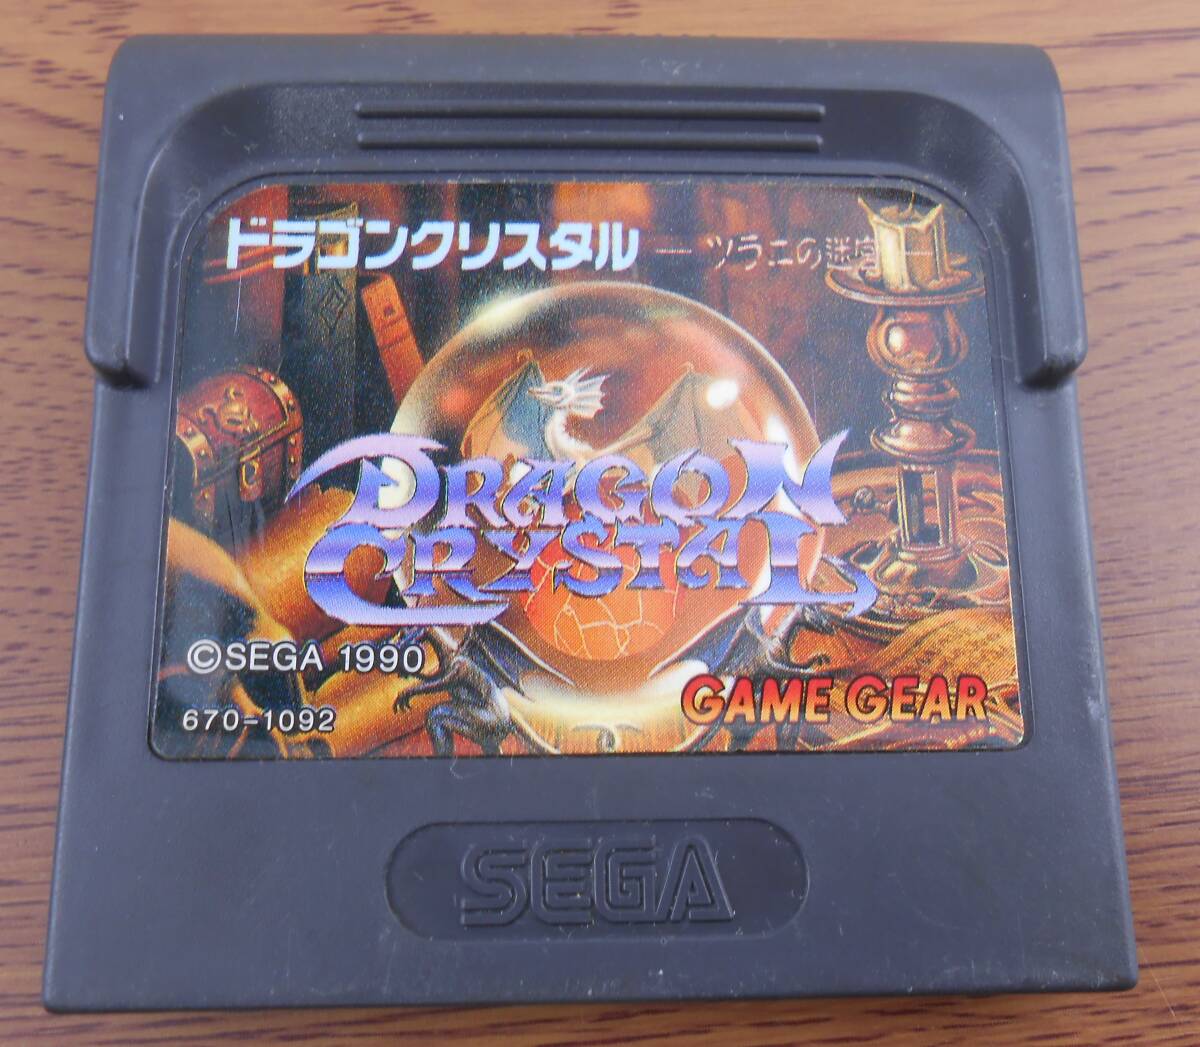 ドラゴンクリスタル ── ツラニの迷宮 ──
DRAGON
CRYSTAL
©SEGA 1990
GAME GEAR
670-1092
SEGA